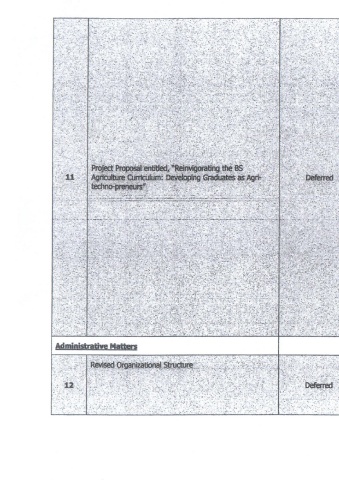 11
Project Proposal entitled, "Reinvigorating the BS
Agriculture Curriculum: Developing Graduates as Agri-
techno-preneurs"
Deferred
Administrative Matters
12
Revised Organizational Structure
Deferred